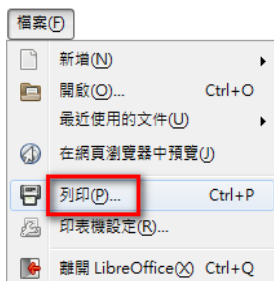 檔案(F)
新增(N)
開啟(O)... Ctrl+O
最近使用的文件(U)
在網頁瀏覽器中預覽(J)
列印(P)... Ctrl+P
印表機設定(R)...
離開 LibreOffice(X) Ctrl+Q